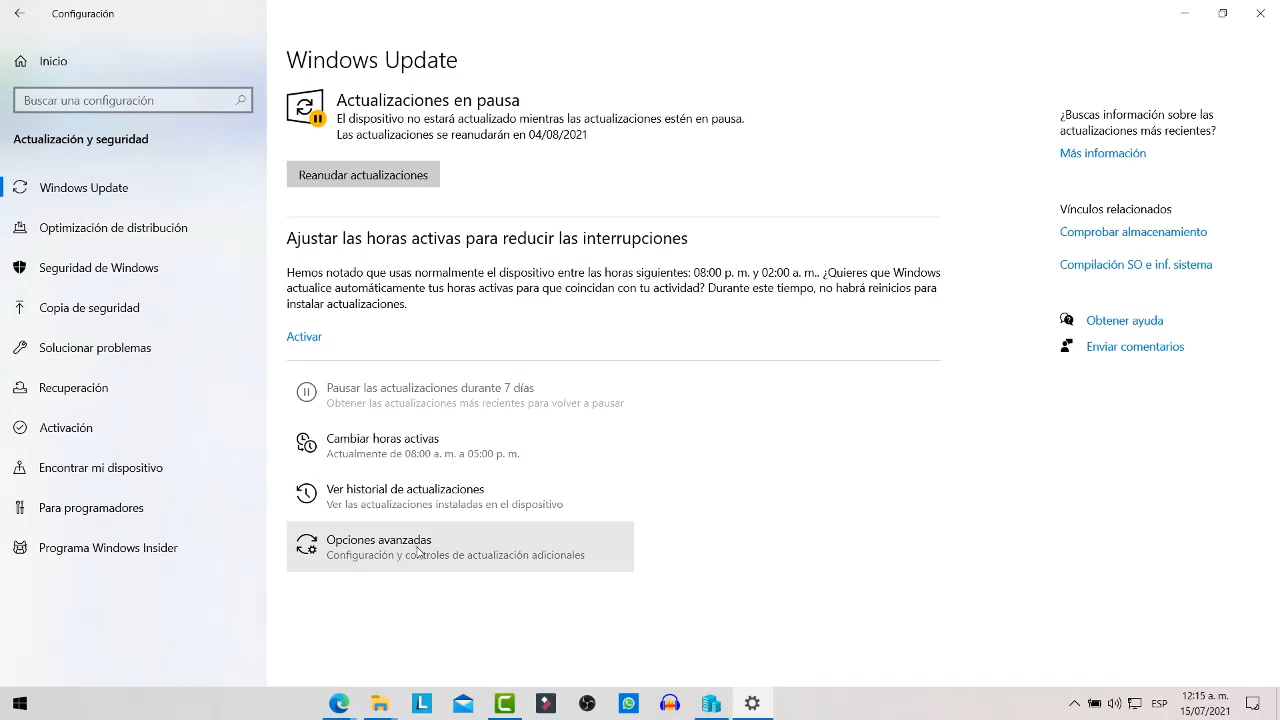 Configuración
Inicio
Buscar una configuración
Actualización y seguridad
Windows Update
Optimización de distribución
Seguridad de Windows
Copia de seguridad
Solucionar problemas
Recuperación
Activación
Encontrar mi dispositivo
Para programadores
Programa Windows Insider
Windows Update
Actualizaciones en pausa
El dispositivo no estará actualizado mientras las actualizaciones estén en pausa.
Las actualizaciones se reanudarán en 04/08/2021
Reanudar actualizaciones
Ajustar las horas activas para reducir las interrupciones
Hemos notado que usas normalmente el dispositivo entre las horas siguientes: 08:00 p. m. y 02:00 a. m.. ¿Quieres que Windows
actualice automáticamente tus horas activas para que coincidan con tu actividad? Durante este tiempo, no habrá reinicios para
instalar actualizaciones.
Activar
Pausar las actualizaciones durante 7 días
Obtener las actualizaciones más recientes para volver a pausar
Cambiar horas activas
Actualmente de 08:00 a. m. a 05:00 p. m.
Ver historial de actualizaciones
Ver las actualizaciones instaladas en el dispositivo
Opciones avanzadas
Configuración y controles de actualización adicionales
¿Buscas información sobre las
actualizaciones más recientes?
Más información
Vínculos relacionados
Comprobar almacenamiento
Compilación SO e inf. sistema
Obtener ayuda
Enviar comentarios
L
C
ESP
12:15 a. m.
15/07/2021